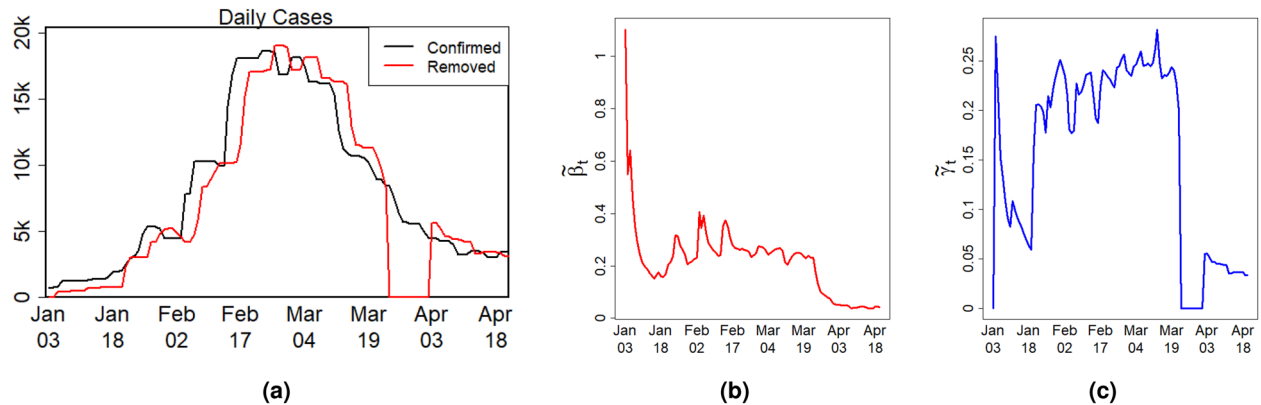 Daily Cases
Confirmed
Removed
20k
15k
10k
5k
0
Jan Jan Feb Feb Mar Mar Apr Apr
03 18 02 17 04 19 03 18
(a)
β̃t
1
0.8
0.6
0.4
0.2
0
Jan Jan Feb Feb Mar Mar Apr Apr
03 18 02 17 04 19 03 18
(b)
γ̃t
0.25
0.2
0.15
0.1
0.05
0
Jan Jan Feb Feb Mar Mar Apr Apr
03 18 02 17 04 19 03 18
(c)